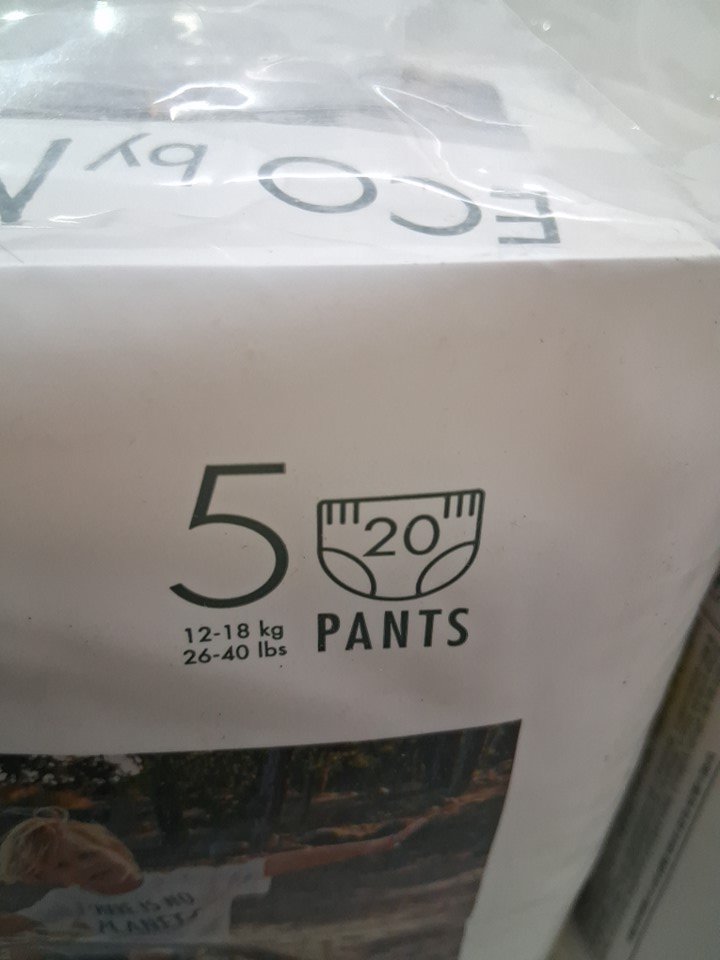 ECO by N
5
20
12-18 kg
26-40 lbs
PANTS